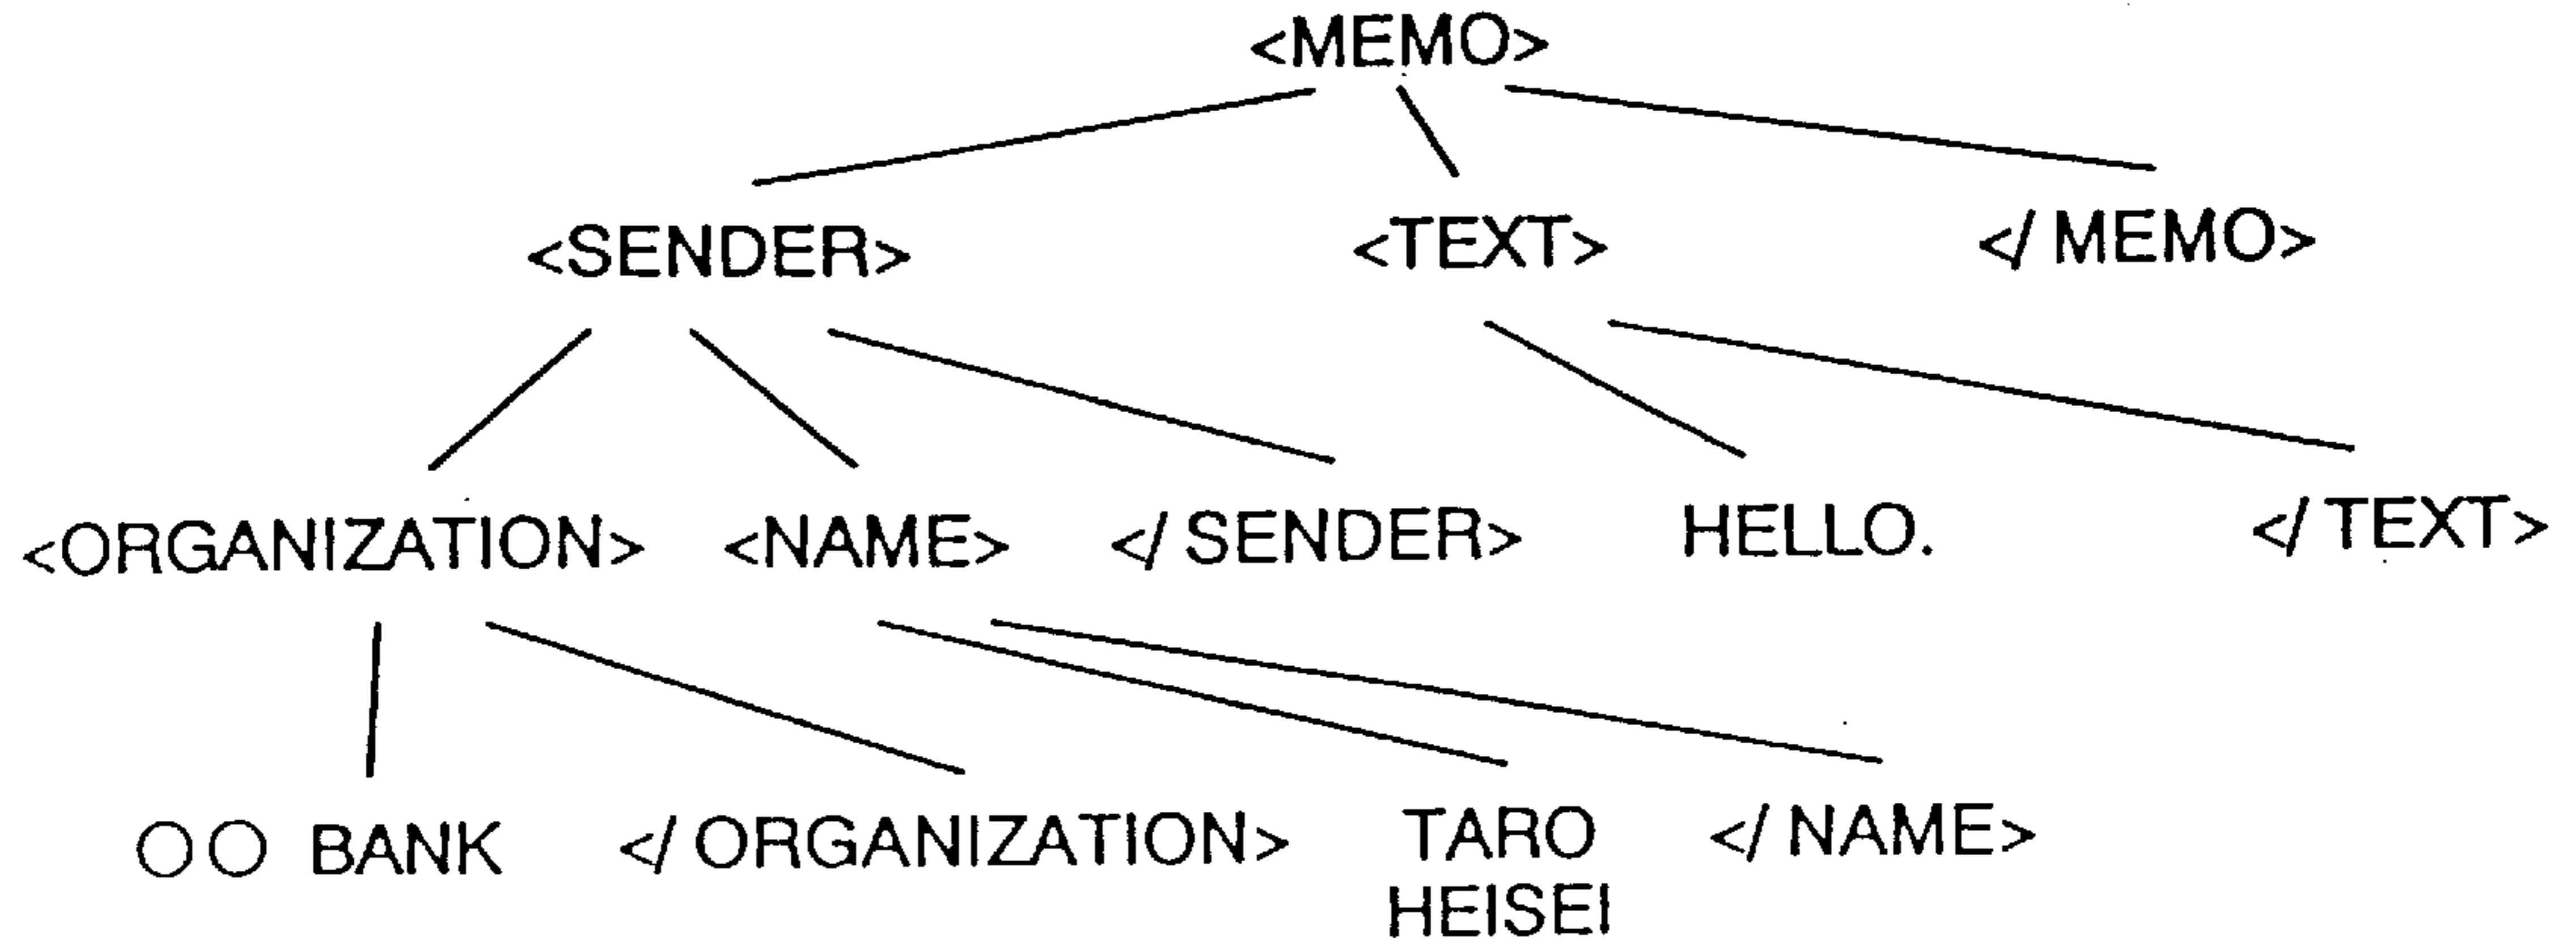 <MEMO>
<SENDER> <TEXT> </ MEMO>
<ORGANIZATION> <NAME> </ SENDER> HELLO. </ TEXT>
○○ BANK </ ORGANIZATION> TARO </ NAME>
HEISEI